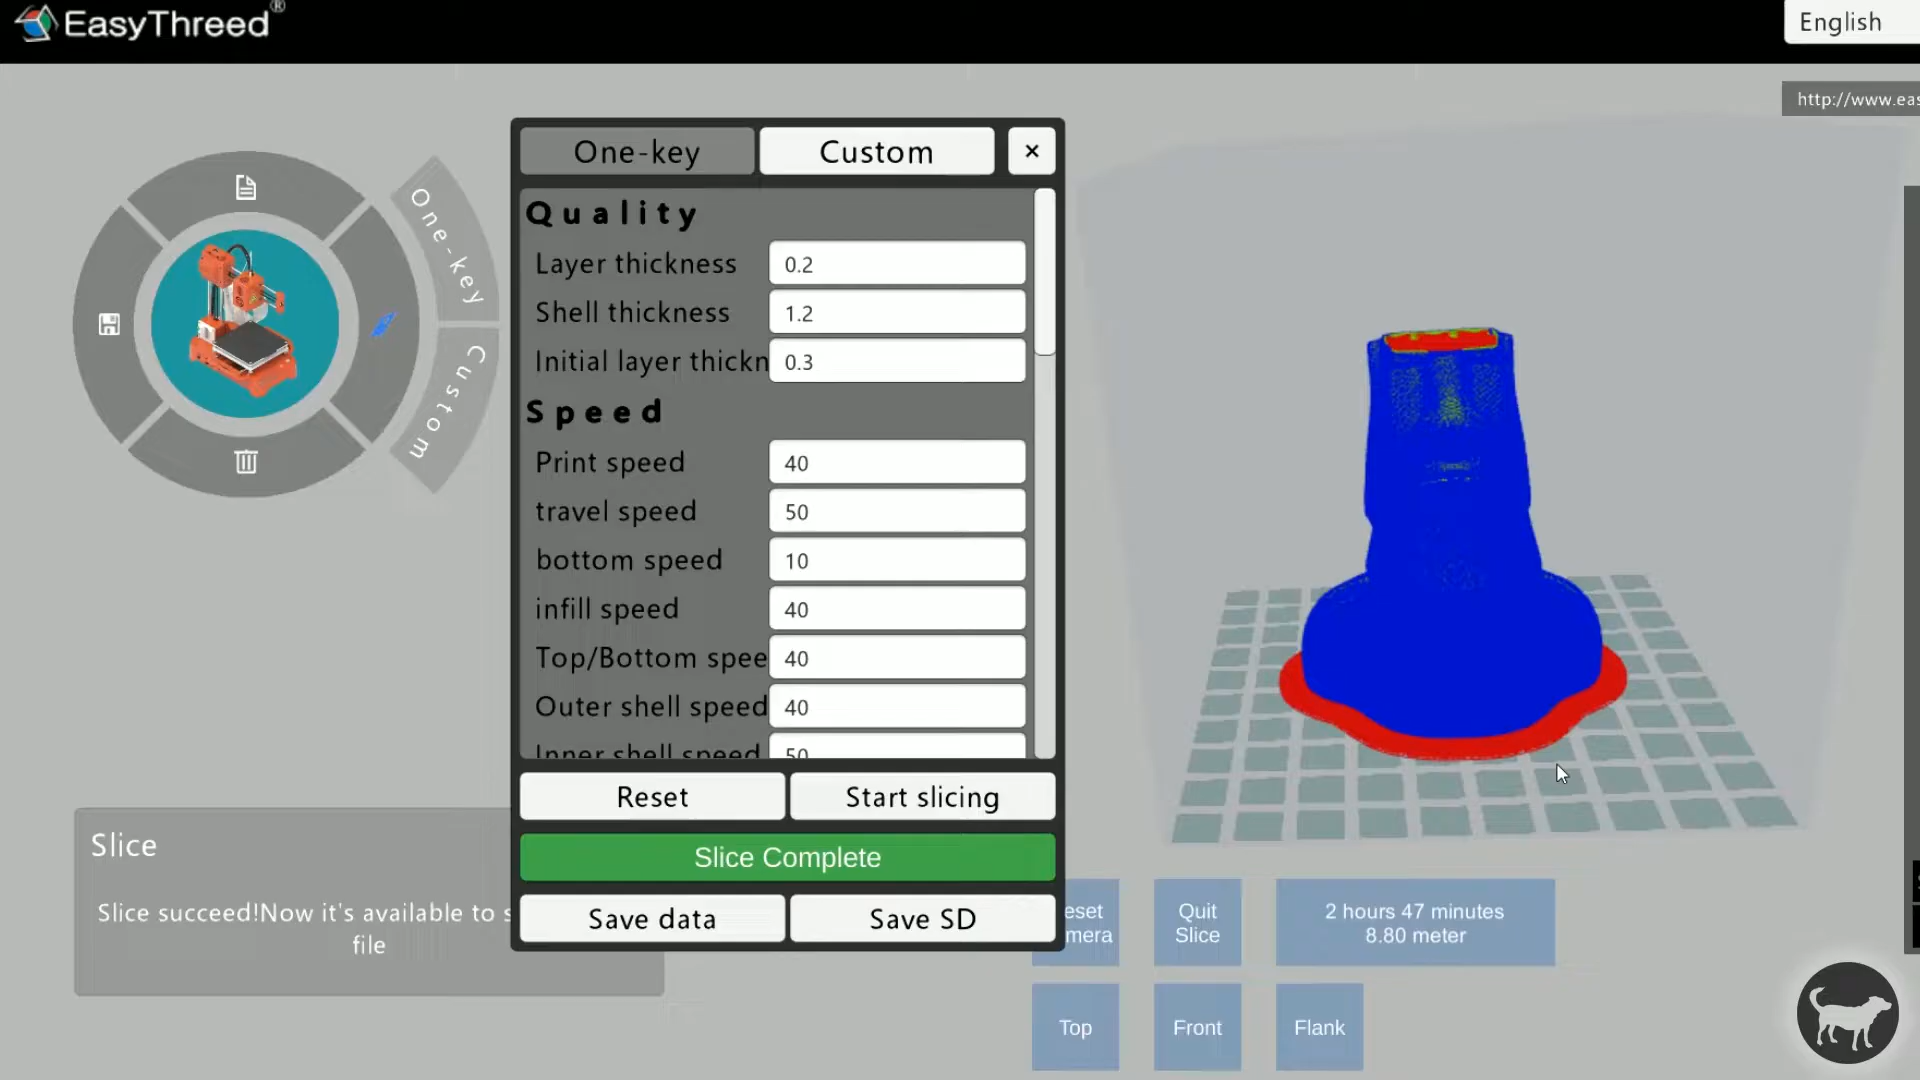 EasyThreed®
English
http://www.eas
One-key
Custom
×
One-key
Custom
Quality
Layer thickness 0.2
Shell thickness 1.2
Initial layer thickn 0.3
Speed
Print speed 40
travel speed 50
bottom speed 10
infill speed 40
Top/Bottom spee 40
Outer shell speed 40
Inner shell speed 50
Reset
Start slicing
Slice Complete
Save data
Save SD
Slice
Slice succeed!Now it's available to s
file
eset
mera
Quit
Slice
2 hours 47 minutes
8.80 meter
Top
Front
Flank